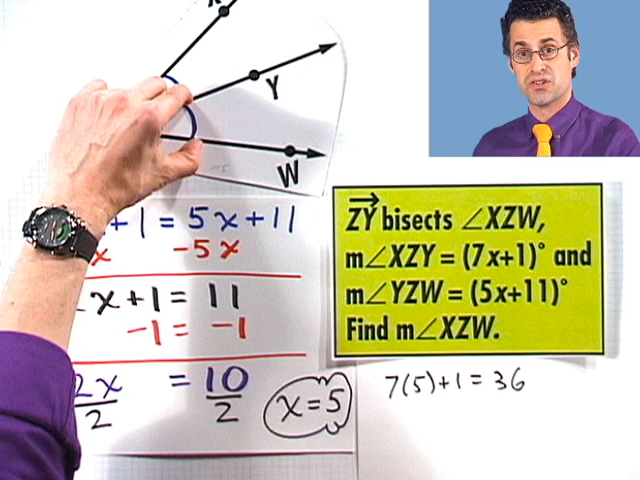 X
Y
W
+1 = 5x+11
x -5x
x+1 = 11
-1 = -1
2x = 10
2 2
x=5
ZY bisects ∠XZW,
m∠XZY = (7x+1)° and
m∠YZW = (5x+11)°
Find m∠XZW.
7(5)+1 = 36